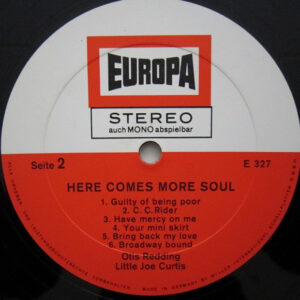 EUROPA
STEREO
auch MONO abspielbar
Seite 2
E 327
HERE COMES MORE SOUL
1. Guilty of being poor
2. C. C. Rider
3. Have mercy on me
4. Your mini skirt
5. Bring back my love
6. Broadway bound
Otis Redding
Little Joe Curtis